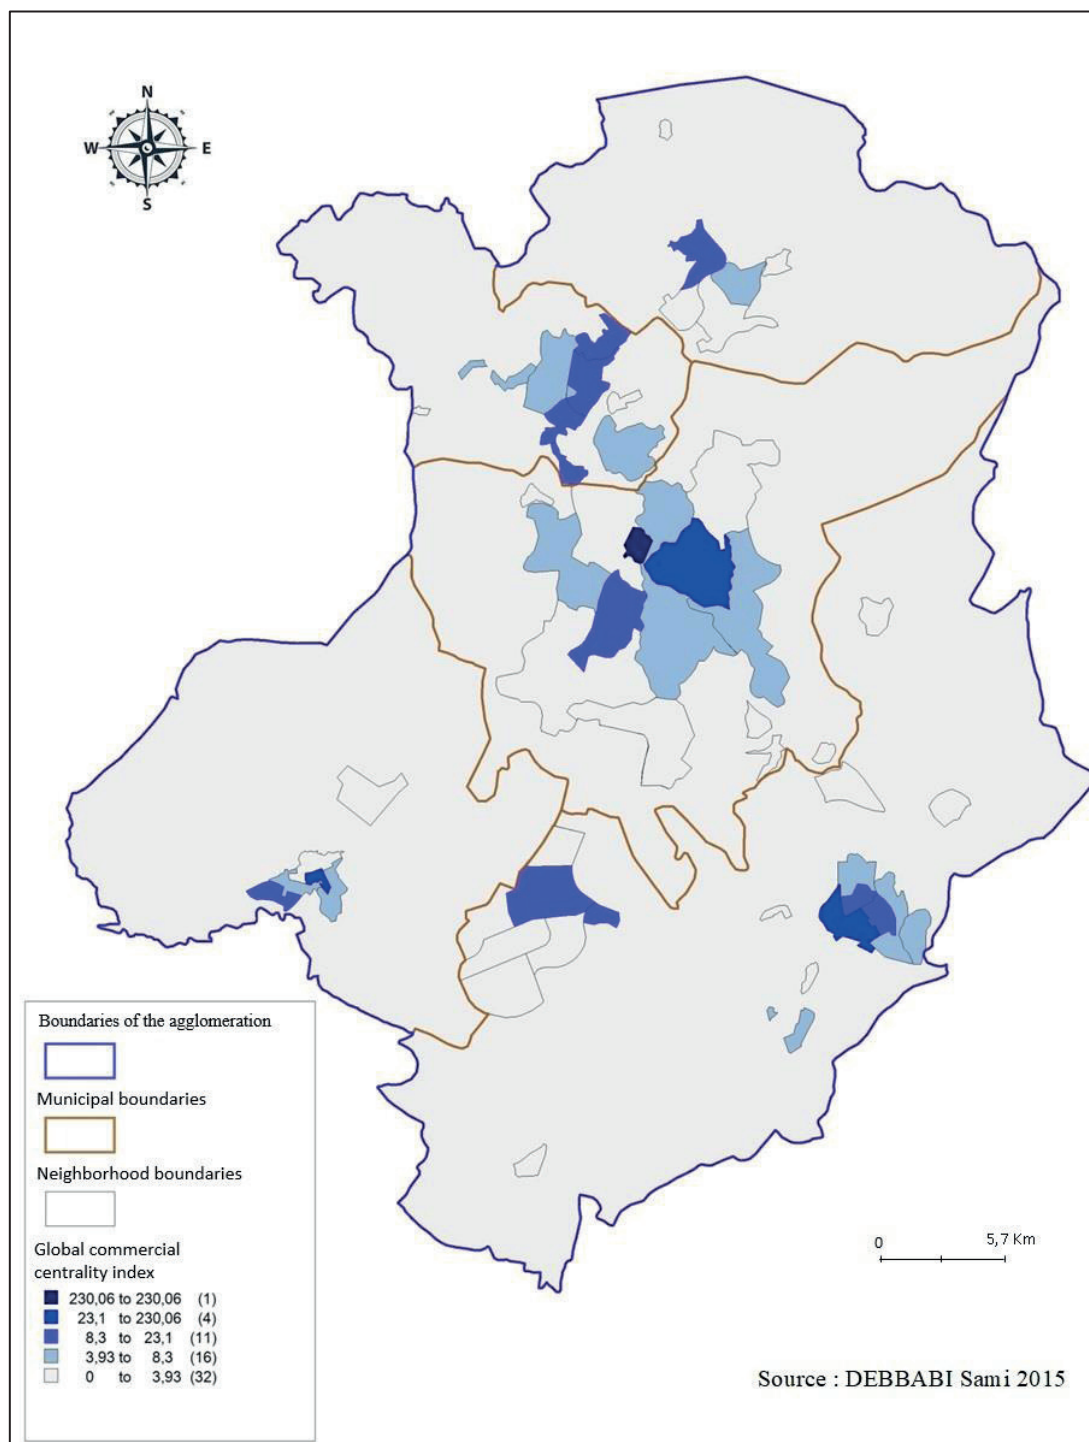 N
W E
S
Boundaries of the agglomeration
Municipal boundaries
Neighborhood boundaries
Global commercial
centrality index
230,06 to 230,06 (1)
23,1 to 230,06 (4)
8,3 to 23,1 (11)
3,93 to 8,3 (16)
0 to 3,93 (32)
0 5,7 Km
Source : DEBBABI Sami 2015